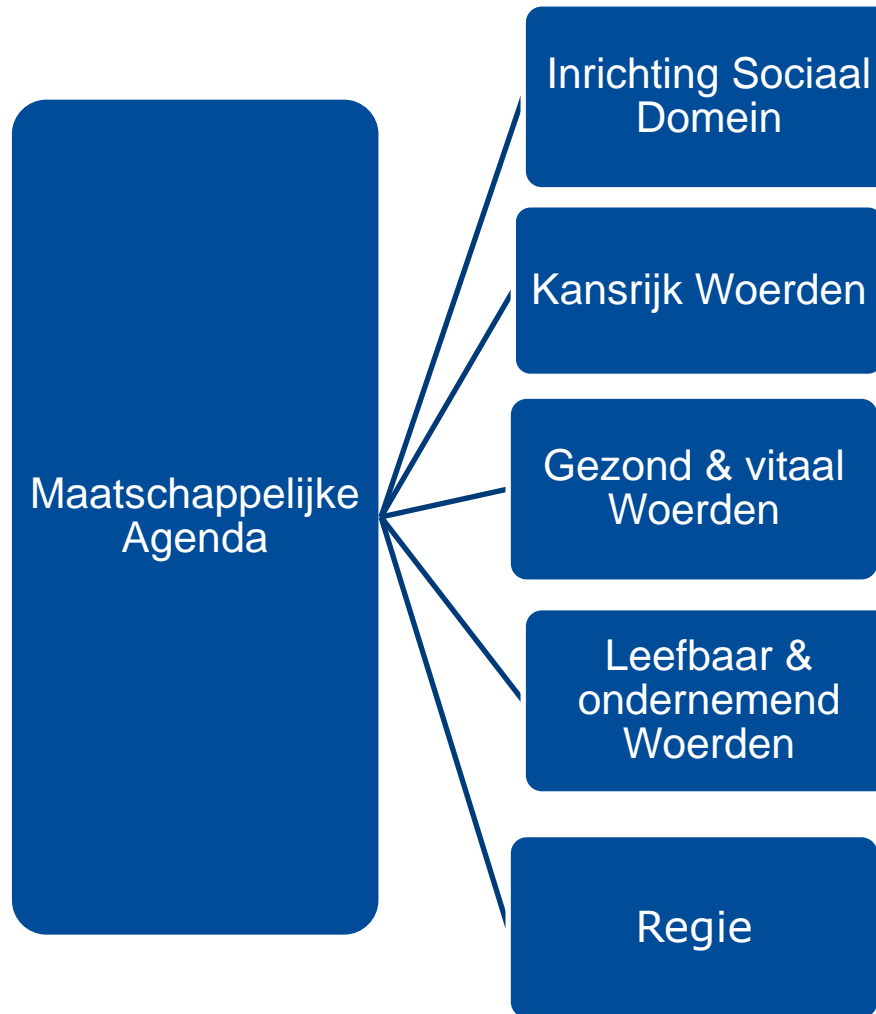 Maatschappelijke
Agenda
Inrichting Sociaal
Domein
Kansrijk Woerden
Gezond & vitaal
Woerden
Leefbaar &
ondernemend
Woerden
Regie